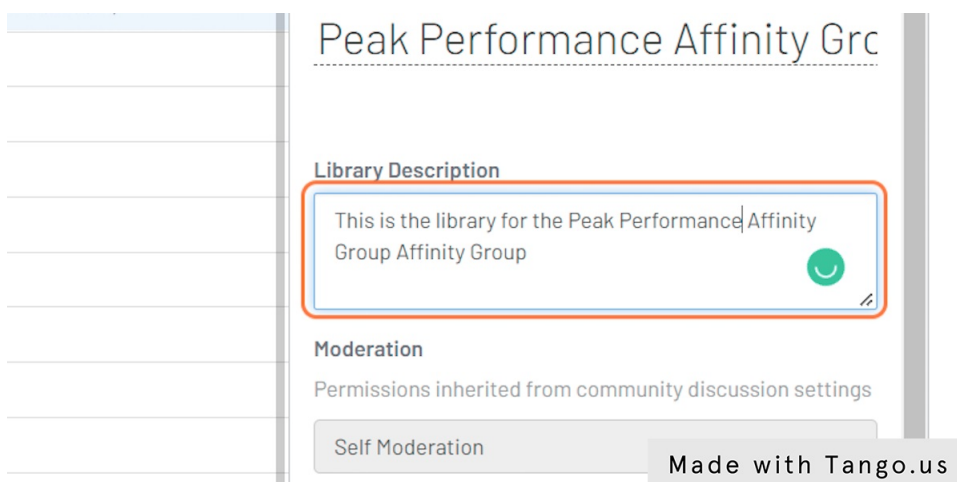 Peak Performance Affinity
Library Description
This is the library for the Peak Performance Affinity
Group Affinity Group
Moderation
Permissions inherited from community discussion settings
Self Moderation
Made with Tango.us